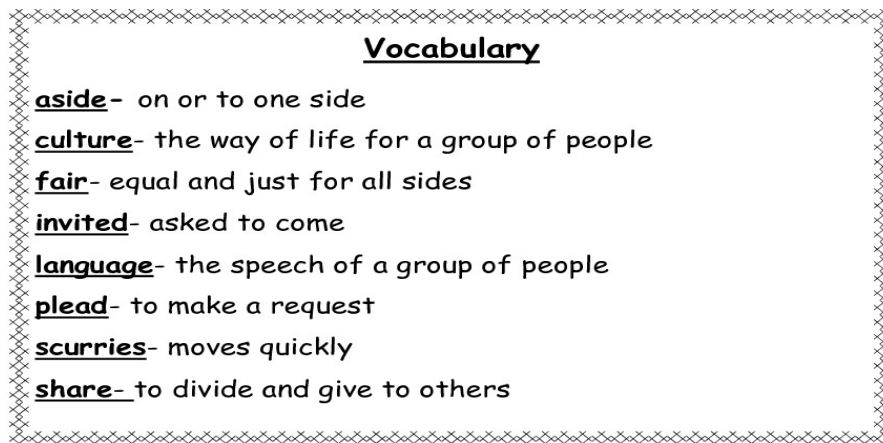 Vocabulary
aside- on or to one side
culture- the way of life for a group of people
fair- equal and just for all sides
invited- asked to come
language- the speech of a group of people
plead- to make a request
scurries- moves quickly
share- to divide and give to others